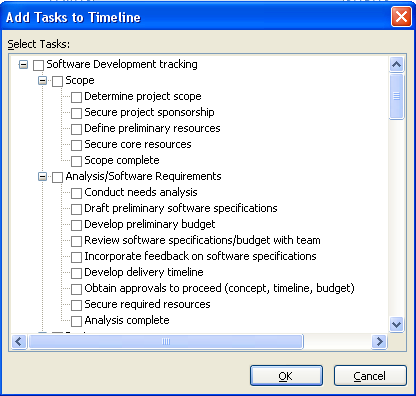 Add Tasks to Timeline
Select Tasks:
Software Development tracking
Scope
Determine project scope
Secure project sponsorship
Define preliminary resources
Secure core resources
Scope complete
Analysis/Software Requirements
Conduct needs analysis
Draft preliminary software specifications
Develop preliminary budget
Review software specifications/budget with team
Incorporate feedback on software specifications
Develop delivery timeline
Obtain approvals to proceed (concept, timeline, budget)
Secure required resources
Analysis complete
OK
Cancel